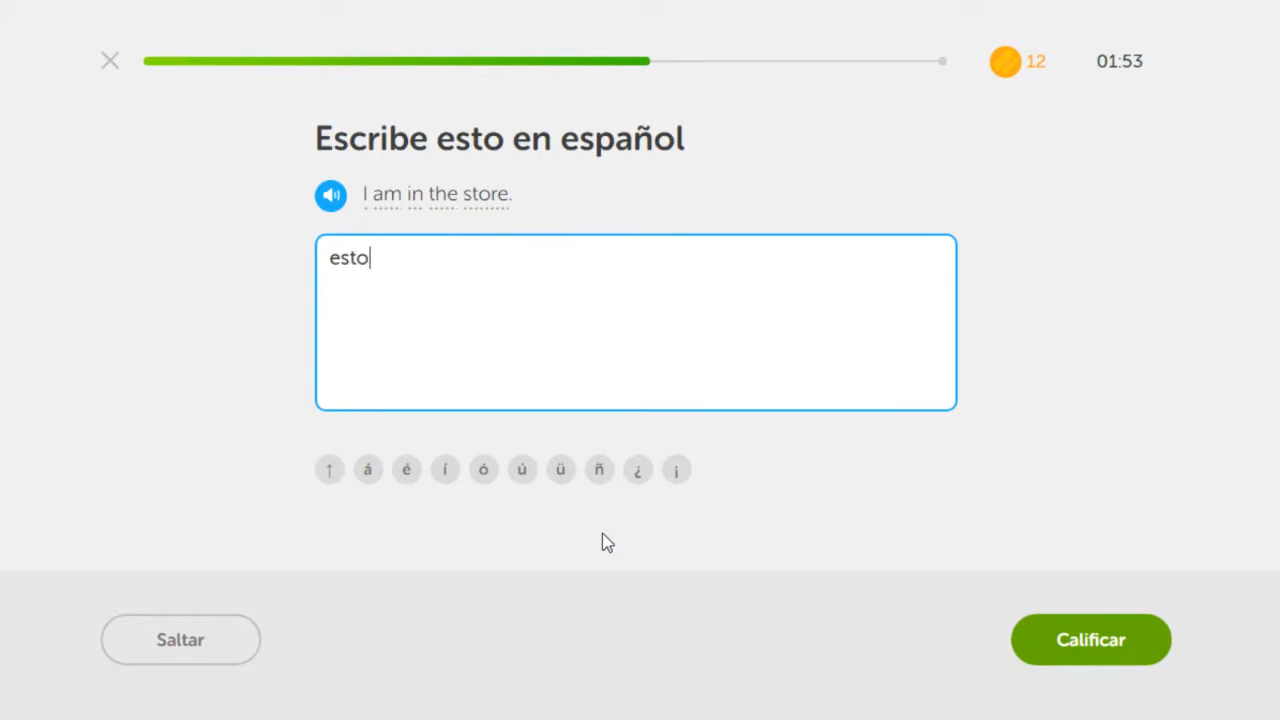 12 01:53
Escribe esto en español
I am in the store.
esto
↑ á é í ó ú ü ñ ¿ ¡
Saltar Calificar